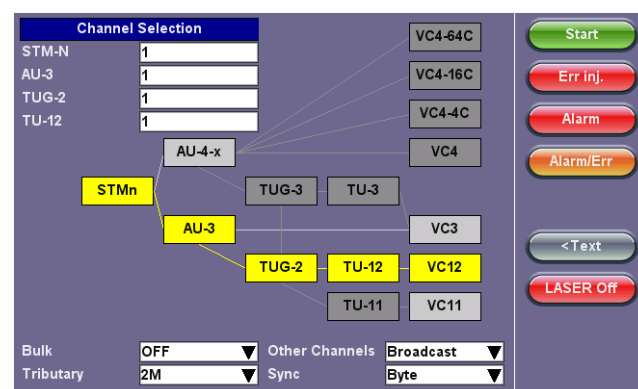 Channel Selection
STM-N 1
AU-3 1
TUG-2 1
TU-12 1
VC4-64C
VC4-16C
VC4-4C
AU-4-x VC4
STMn TUG-3 TU-3
AU-3 VC3
TUG-2 TU-12 VC12
TU-11 VC11
Bulk OFF Other Channels Broadcast
Tributary 2M Sync Byte
Start
Err inj.
Alarm
Alarm/Err
<Text
LASER Off